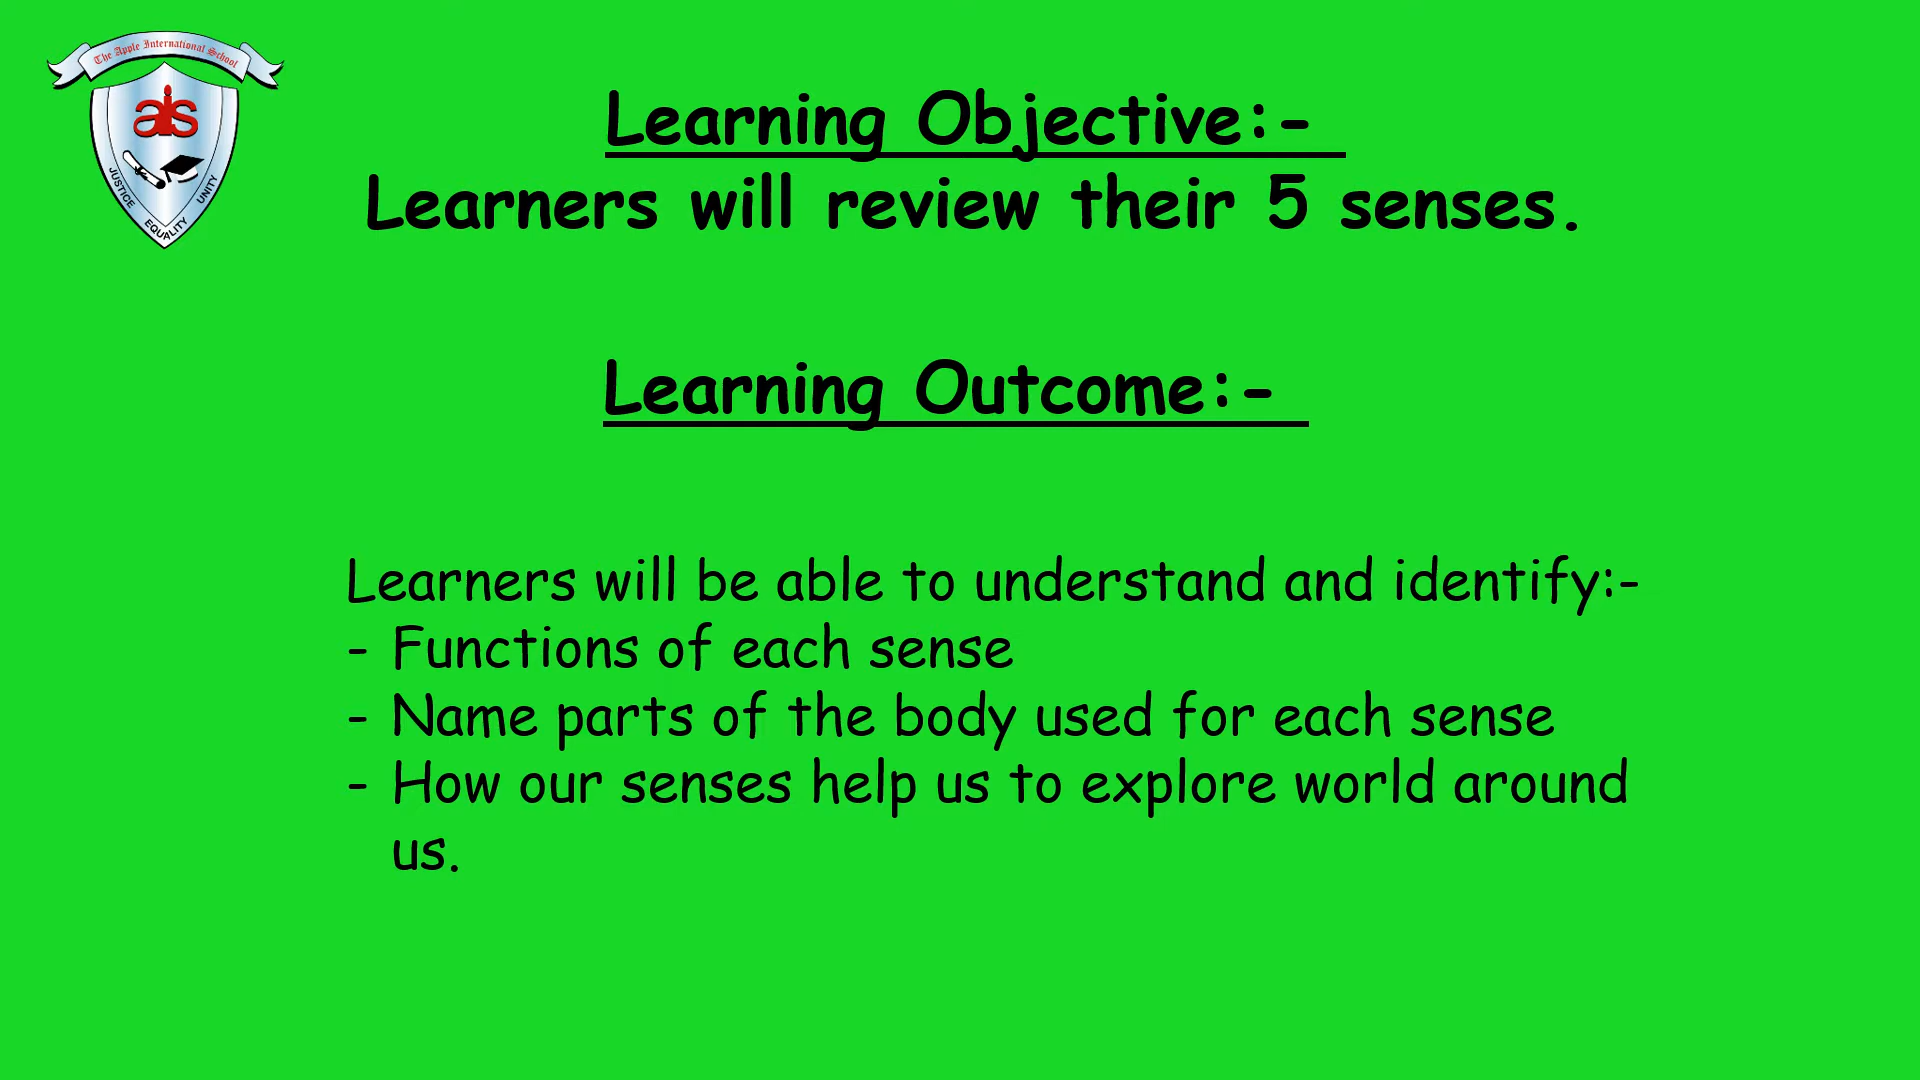 The Apple International School
ais
JUSTICE EQUALITY UNITY
Learning Objective:-
Learners will review their 5 senses.
Learning Outcome:-
Learners will be able to understand and identify:-
- Functions of each sense
- Name parts of the body used for each sense
- How our senses help us to explore world around
us.